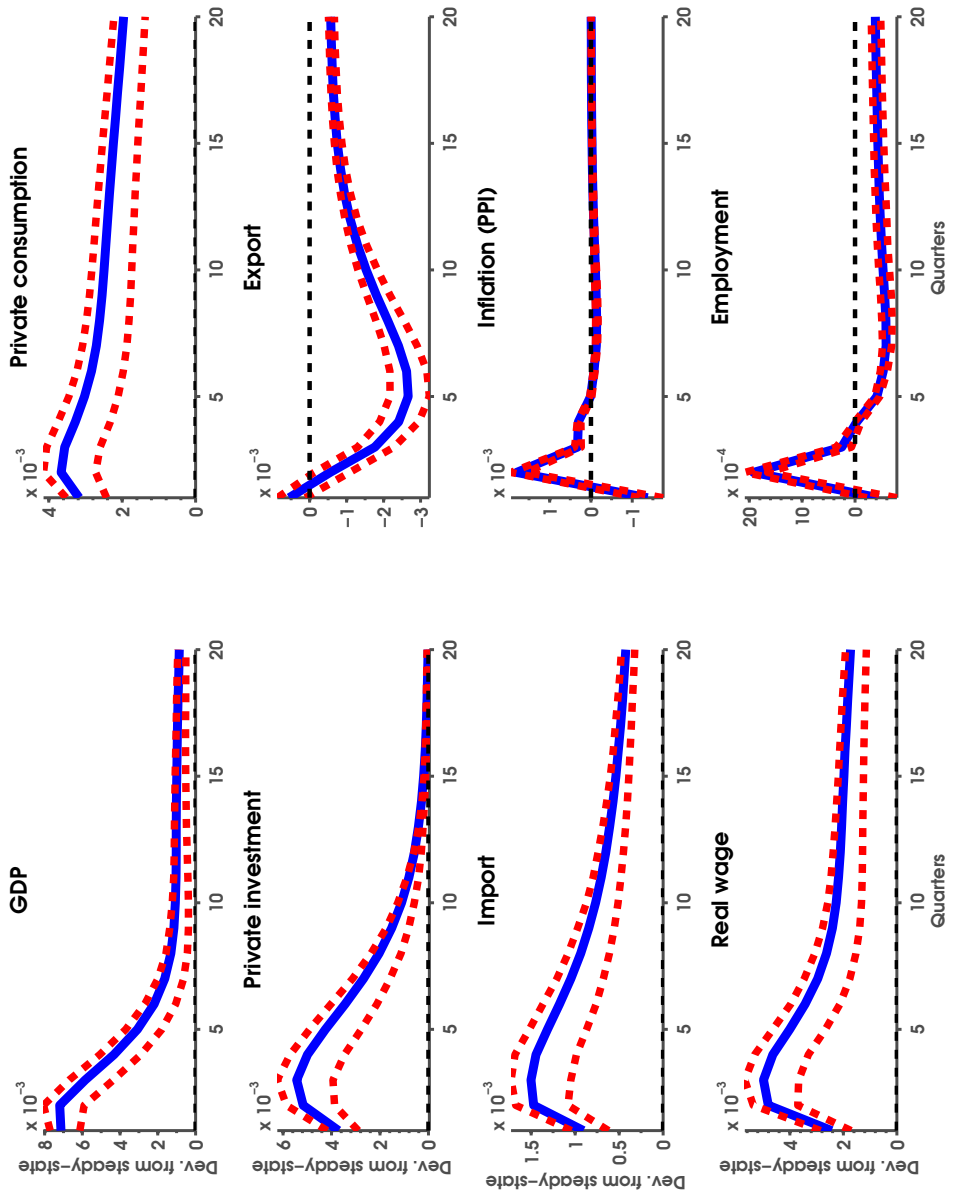 GDP
x 10⁻³
8
6
4
2
0
5 10 15 20
Dev. from steady–state
Private consumption
x 10⁻³
4
2
0
5 10 15 20
Private investment
x 10⁻³
6
4
2
0
5 10 15 20
Dev. from steady–state
Export
x 10⁻³
0
−1
−2
−3
5 10 15 20
Import
x 10⁻³
1.5
1
0.5
0
5 10 15 20
Dev. from steady–state
Inflation (PPI)
x 10⁻³
1
0
−1
5 10 15 20
Real wage
x 10⁻³
4
2
0
5 10 15 20
Dev. from steady–state
Quarters
Employment
x 10⁻⁴
20
10
0
5 10 15 20
Quarters